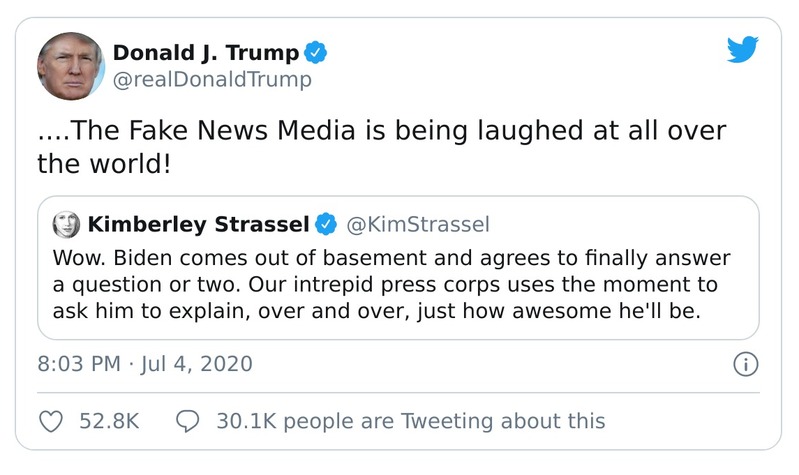 Donald J. Trump
@realDonaldTrump
....The Fake News Media is being laughed at all over
the world!
Kimberley Strassel @KimStrassel
Wow. Biden comes out of basement and agrees to finally answer
a question or two. Our intrepid press corps uses the moment to
ask him to explain, over and over, just how awesome he'll be.
8:03 PM · Jul 4, 2020
52.8K 30.1K people are Tweeting about this